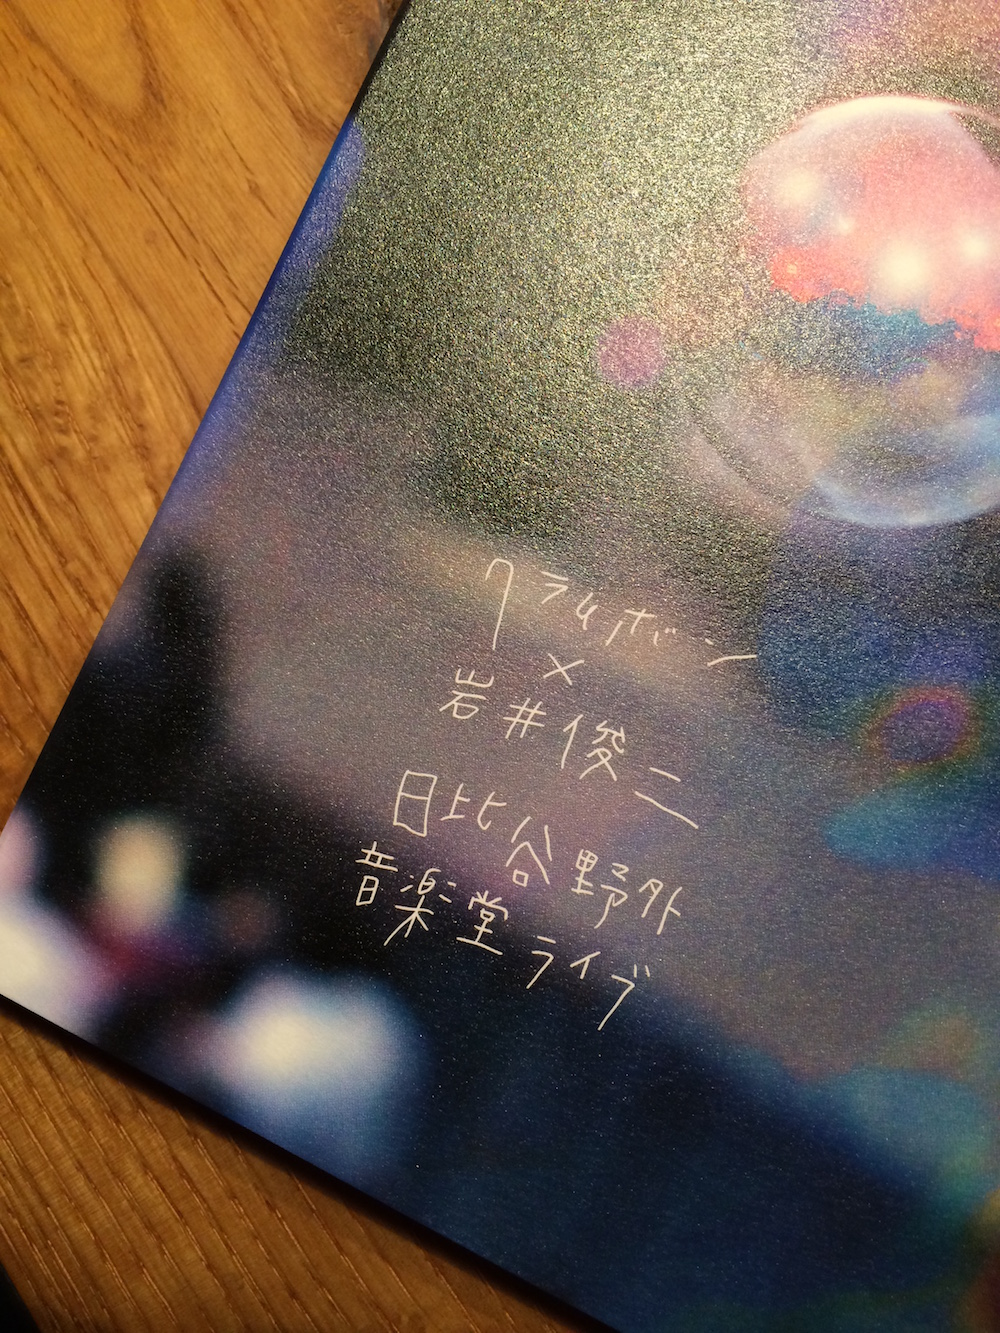 クラムボン
×
岩井俊二
日比谷野外
音楽堂ライブ